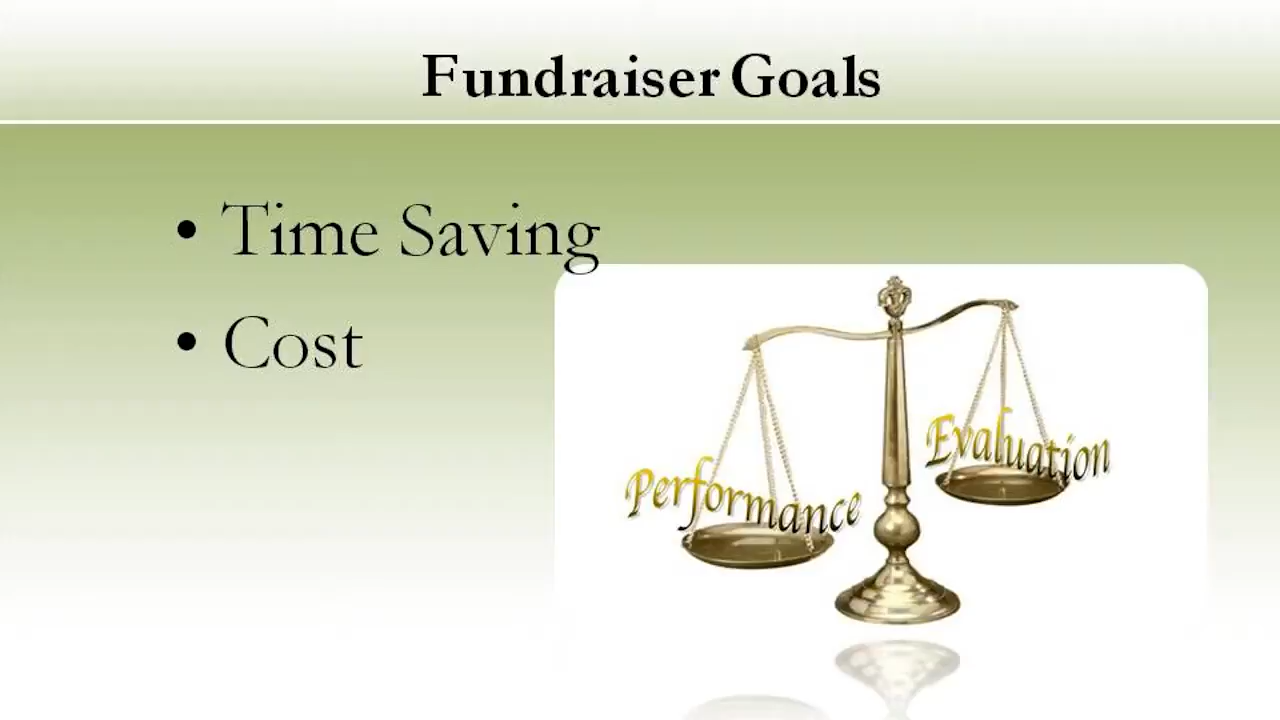 Fundraiser Goals
• Time Saving
• Cost
Performance
Evaluation